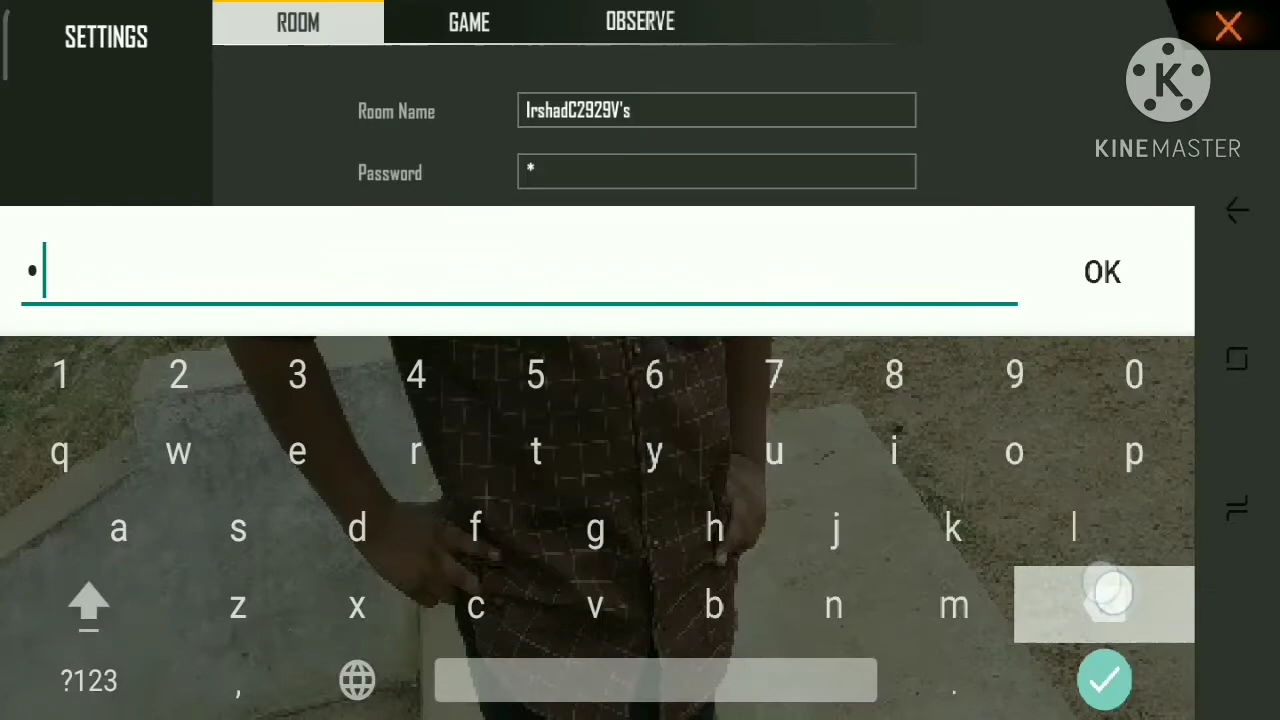 SETTINGS
ROOM
GAME
OBSERVE
Room Name
IrshadC2929V's
Password
*
K
KINEMASTER
•
OK
1 2 3 4 5 6 7 8 9 0
q w e r t y u i o p
a s d f g h j k l
z x c v b n m
?123 , .